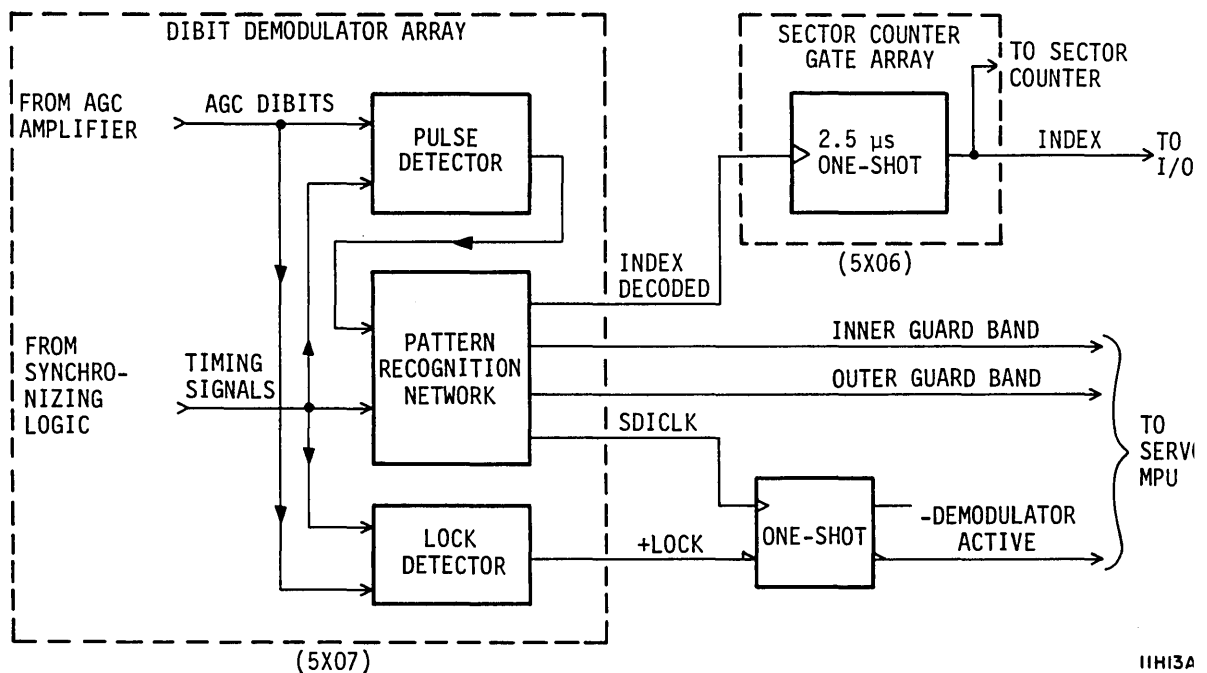 DIBIT DEMODULATOR ARRAY
FROM AGC
AMPLIFIER
AGC DIBITS
PULSE
DETECTOR
FROM
SYNCHRO-
NIZING
LOGIC
TIMING
SIGNALS
PATTERN
RECOGNITION
NETWORK
LOCK
DETECTOR
(5X07)
SECTOR COUNTER
GATE ARRAY
2.5 µs
ONE-SHOT
(5X06)
TO SECTOR
COUNTER
INDEX
TO
I/O
INDEX
DECODED
INNER GUARD BAND
OUTER GUARD BAND
SDICLK
+LOCK
ONE-SHOT
-DEMODULATOR
ACTIVE
TO
SERV
MPU
11H13A